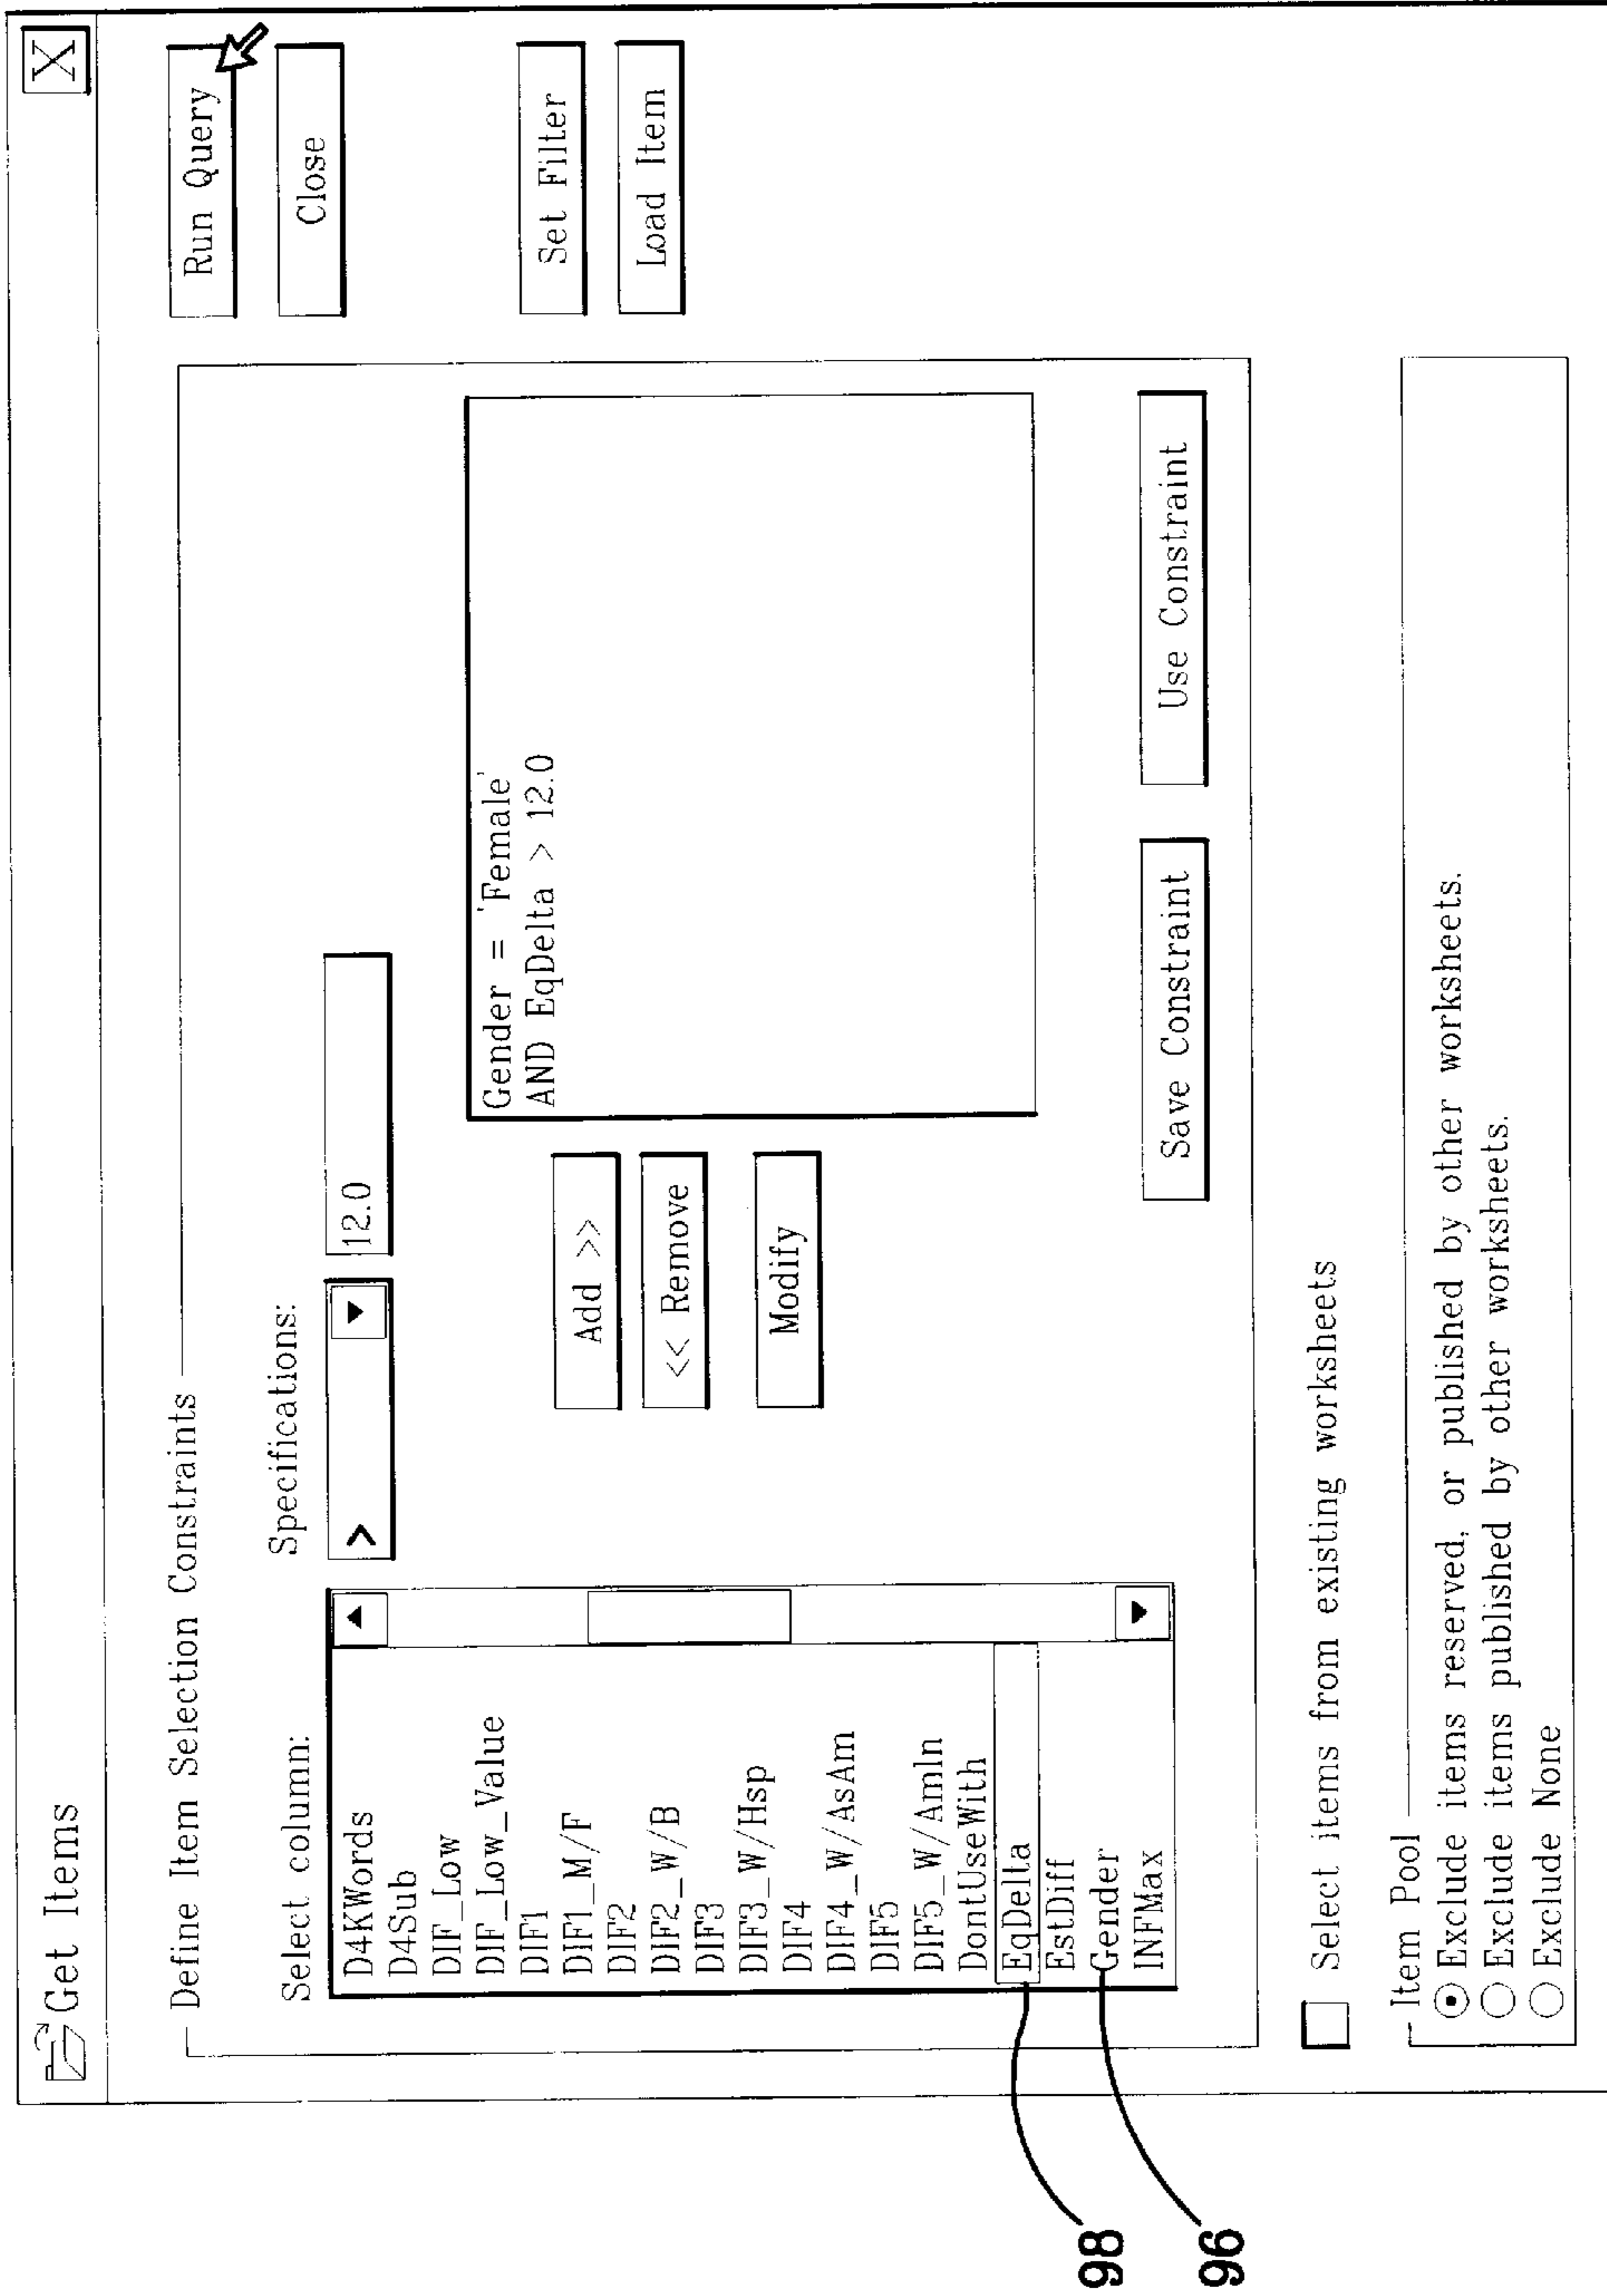 Get Items
X
Define Item Selection Constraints
Run Query
Close
Set Filter
Load Item
Select column:
D4KWords
D4Sub
DIF_Low
DIF_Low_Value
DIF1
DIF1_M/F
DIF2
DIF2_W/B
DIF3
DIF3_W/Hsp
DIF4
DIF4_W/AsAm
DIF5
DIF5_W/AmIn
DontUseWith
EqDelta
EstDiff
Gender
INFMax
Specifications:
> 12.0
Add >>
<< Remove
Modify
Gender = 'Female'
AND EqDelta > 12.0
Save Constraint
Use Constraint
Select items from existing worksheets
Item Pool
Exclude items reserved, or published by other worksheets.
Exclude items published by other worksheets.
Exclude None
98
96